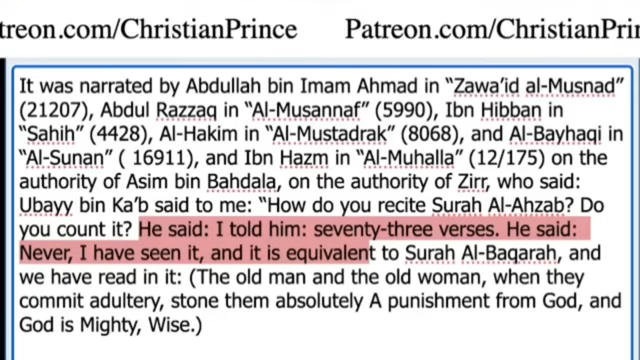 treon.com/ChristianPrince Patreon.com/ChristianPrin
It was narrated by Abdullah bin Imam Ahmad in “Zawa’id al-Musnad”
(21207), Abdul Razzaq in “Al-Musannaf” (5990), Ibn Hibban in
“Sahih” (4428), Al-Hakim in “Al-Mustadrak” (8068), and Al-Bayhaqi in
“Al-Sunan” ( 16911), and Ibn Hazm in “Al-Muhalla” (12/175) on the
authority of Asim bin Bahdala, on the authority of Zirr, who said:
Ubayy bin Ka’b said to me: “How do you recite Surah Al-Ahzab? Do
you count it? He said: I told him: seventy-three verses. He said:
Never, I have seen it, and it is equivalent to Surah Al-Baqarah, and
we have read in it: (The old man and the old woman, when they
commit adultery, stone them absolutely A punishment from God, and
God is Mighty, Wise.)